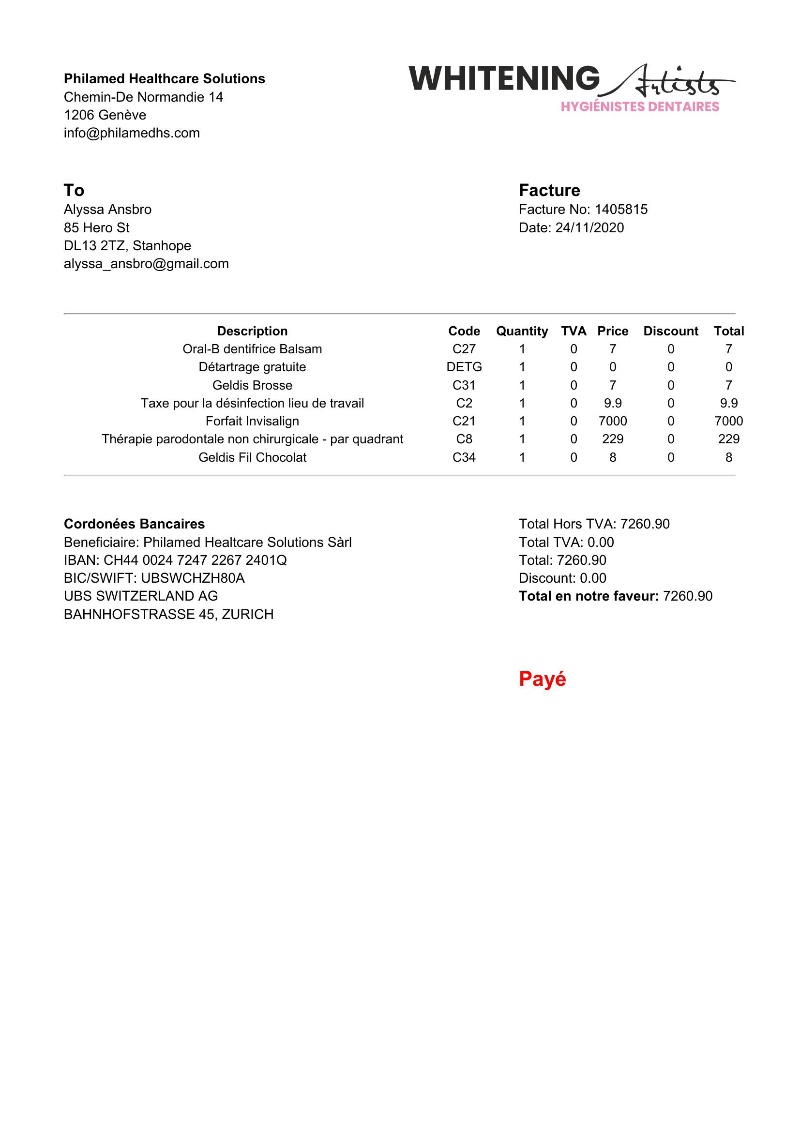 Philamed Healthcare Solutions
Chemin-De Normandie 14
1206 Genève
info@philamedhs.com
WHITENING Artists
HYGIÉNISTES DENTAIRES
To
Alyssa Ansbro
85 Hero St
DL13 2TZ, Stanhope
alyssa_ansbro@gmail.com
Facture
Facture No: 1405815
Date: 24/11/2020
Description Code Quantity TVA Price Discount Total
Oral-B dentifrice Balsam C27 1 0 7 0 7
Détartrage gratuite DETG 1 0 0 0 0
Geldis Brosse C31 1 0 7 0 7
Taxe pour la désinfection lieu de travail C2 1 0 9.9 0 9.9
Forfait Invisalign C21 1 0 7000 0 7000
Thérapie parodontale non chirurgicale - par quadrant C8 1 0 229 0 229
Geldis Fil Chocolat C34 1 0 8 0 8
Cordonées Bancaires
Beneficiaire: Philamed Healtcare Solutions Sàrl
IBAN: CH44 0024 7247 2267 2401Q
BIC/SWIFT: UBSWCHZH80A
UBS SWITZERLAND AG
BAHNHOFSTRASSE 45, ZURICH
Total Hors TVA: 7260.90
Total TVA: 0.00
Total: 7260.90
Discount: 0.00
Total en notre faveur: 7260.90
Payé